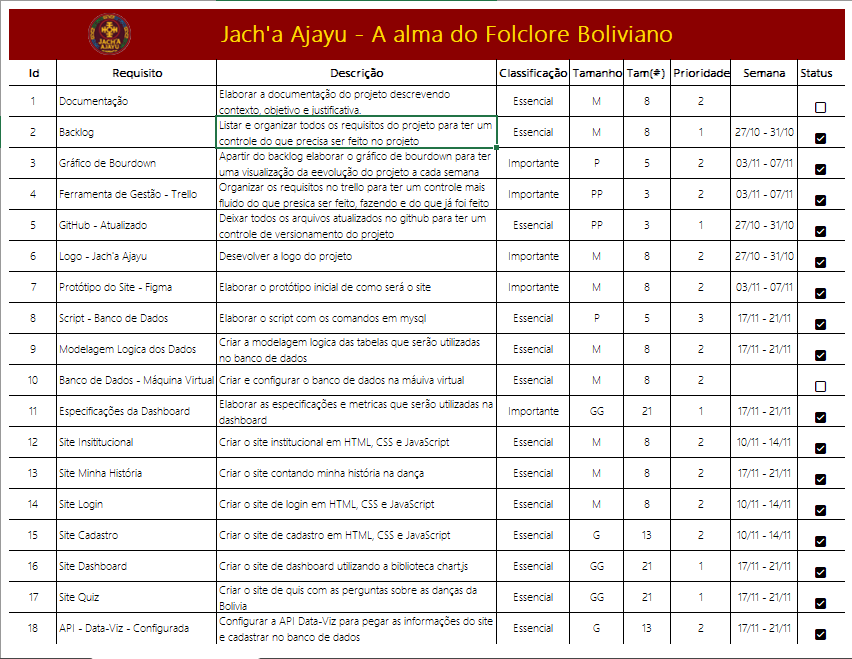 JACH'A
AJAYU
Jach'a Ajayu - A alma do Folclore Boliviano
Id Requisito Descrição Classificação Tamanho Tam(#) Prioridade Semana Status
1 Documentação Elaborar a documentação do projeto descrevendo
contexto, objetivo e justificativa. Essencial M 8 2
2 Backlog Listar e organizar todos os requisitos do projeto para ter um
controle do que precisa ser feito no projeto Essencial M 8 1 27/10 - 31/10
3 Gráfico de Bourdown Apartir do backlog elaborar o gráfico de bourdown para ter
uma visualização da eevolução do projeto a cada semana Importante P 5 2 03/11 - 07/11
4 Ferramenta de Gestão - Trello Organizar os requisitos no trello para ter um controle mais
fluido do que presica ser feito, fazendo e do que já foi feito Importante PP 3 2 03/11 - 07/11
5 GitHub - Atualizado Deixar todos os arquivos atualizados no github para ter um
controle de versionamento do projeto Essencial PP 3 1 27/10 - 31/10
6 Logo - Jach'a Ajayu Desevolver a logo do projeto Importante M 8 2 27/10 - 31/10
7 Protótipo do Site - Figma Elaborar o protótipo inicial de como será o site Importante M 8 2 03/11 - 07/11
8 Script - Banco de Dados Elaborar o script com os comandos em mysql Essencial P 5 3 17/11 - 21/11
9 Modelagem Logica dos Dados Criar a modelagem logica das tabelas que serão utilizadas
no banco de dados Essencial M 8 2 17/11 - 21/11
10 Banco de Dados - Máquina Virtual Criar e configurar o banco de dados na máuiva virtual Essencial M 8 2
11 Especificações da Dashboard Elaborar as especificações e metricas que serão utilizadas na
dashboard Importante GG 21 1 17/11 - 21/11
12 Site Insititucional Criar o site institucional em HTML, CSS e JavaScript Essencial M 8 2 10/11 - 14/11
13 Site Minha História Criar o site contando minha história na dança Essencial M 8 2 17/11 - 21/11
14 Site Login Criar o site de login em HTML, CSS e JavaScript Essencial M 8 2 10/11 - 14/11
15 Site Cadastro Criar o site de cadastro em HTML, CSS e JavaScript Essencial G 13 2 10/11 - 14/11
16 Site Dashboard Criar o site de dashboard utilizando a biblioteca chart.js Essencial GG 21 1 17/11 - 21/11
17 Site Quiz Criar o site de quis com as perguntas sobre as danças da
Bolivia Essencial GG 21 1 17/11 - 21/11
18 API - Data-Viz - Configurada Configurar a API Data-Viz para pegar as informações do site
e cadastrar no banco de dados Essencial G 13 2 17/11 - 21/11